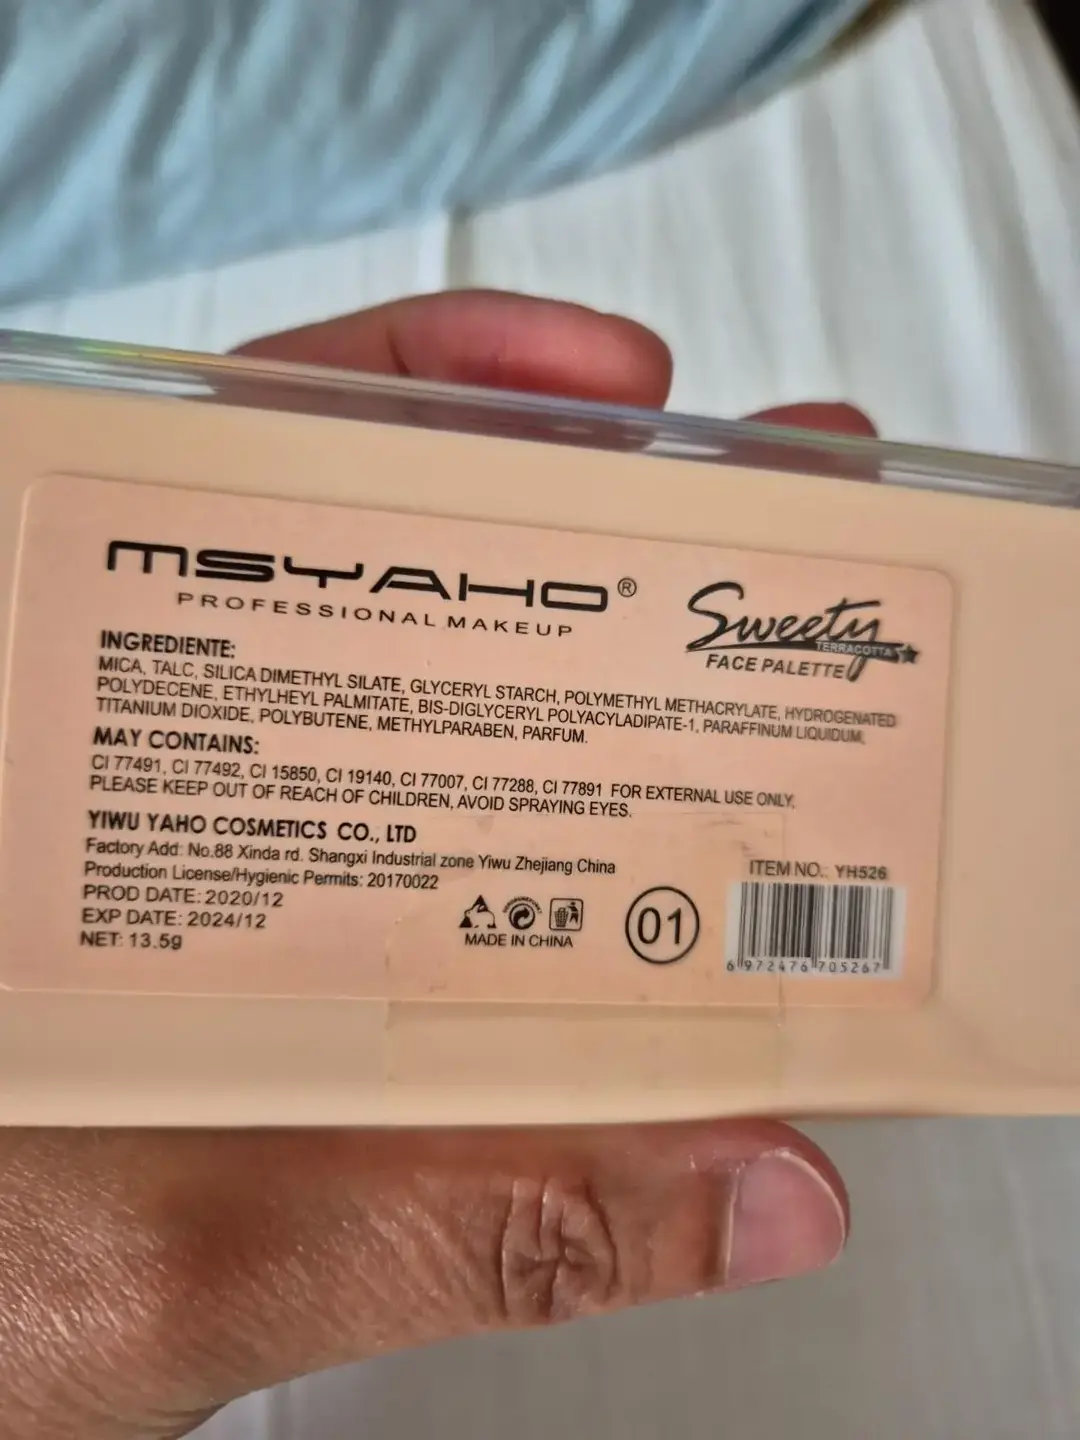 MSYAHO®
PROFESSIONAL MAKEUP
Sweety
TERRACOTTA
FACE PALETTE
INGREDIENTE:
MICA, TALC, SILICA DIMETHYL SILATE, GLYCERYL STARCH, POLYMETHYL METHACRYLATE, HYDROGENATED
POLYDECENE, ETHYLHEYL PALMITATE, BIS-DIGLYCERYL POLYACYLADIPATE-1, PARAFFINUM LIQUIDUM,
TITANIUM DIOXIDE, POLYBUTENE, METHYLPARABEN, PARFUM.
MAY CONTAINS:
CI 77491, CI 77492, CI 15850, CI 19140, CI 77007, CI 77288, CI 77891 FOR EXTERNAL USE ONLY,
PLEASE KEEP OUT OF REACH OF CHILDREN, AVOID SPRAYING EYES.
YIWU YAHO COSMETICS CO., LTD
Factory Add: No.88 Xinda rd. Shangxi Industrial zone Yiwu Zhejiang China
Production License/Hygienic Permits: 20170022
PROD DATE: 2020/12
EXP DATE: 2024/12
NET: 13.5g
MADE IN CHINA
01
ITEM NO.: YH526
6 972476 705267